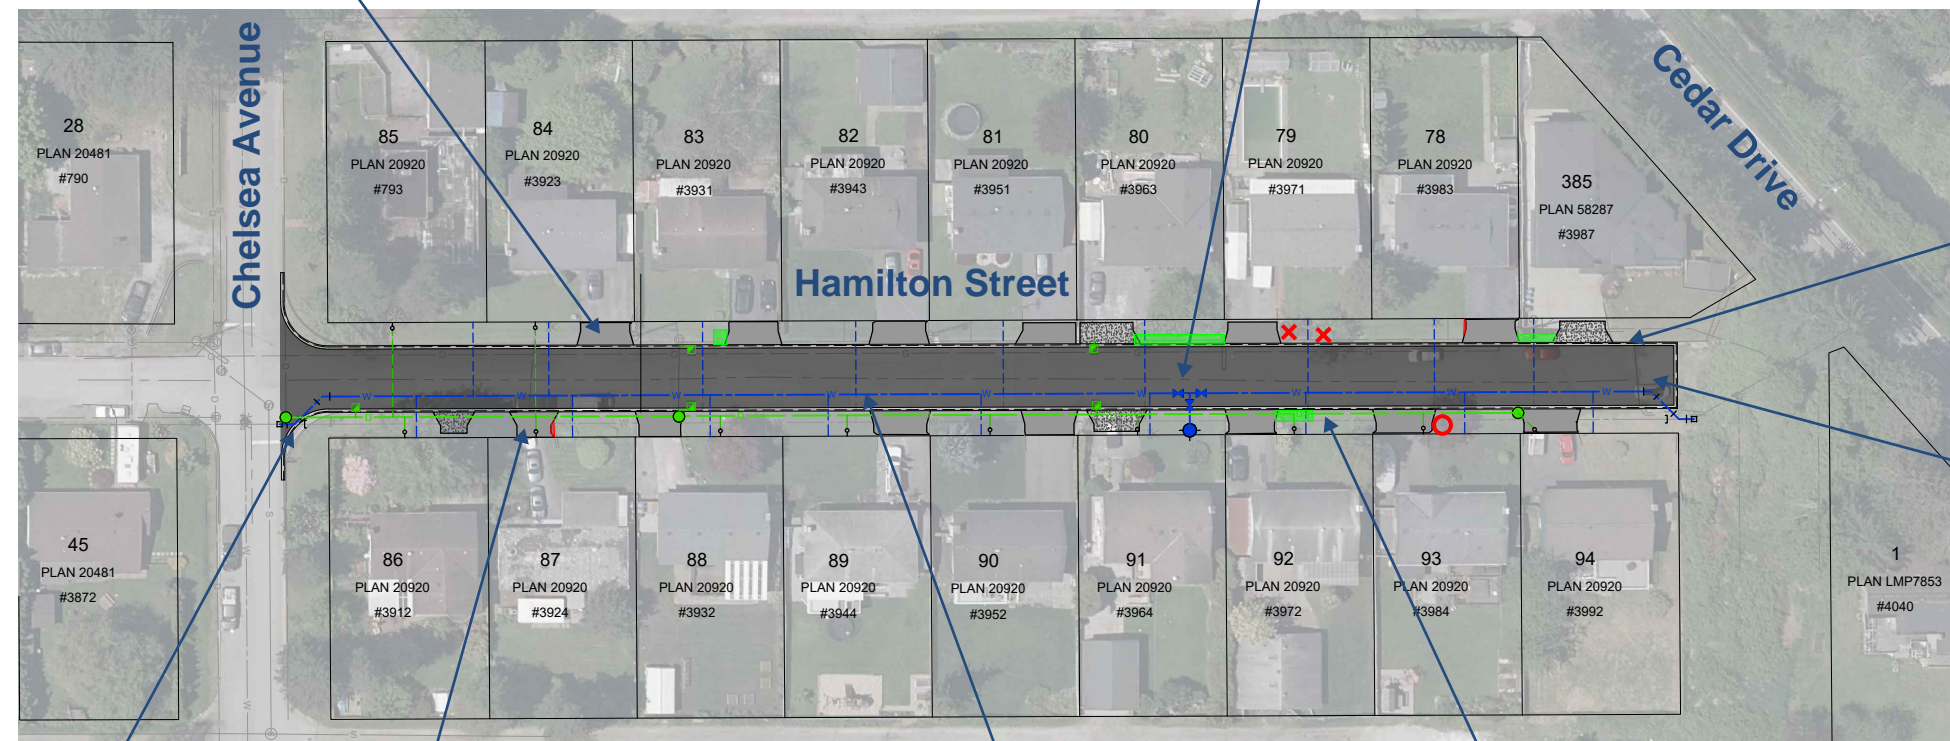 Chelsea Avenue
Hamilton Street
Cedar Drive
28
PLAN 20481
#790
85
PLAN 20920
#793
84
PLAN 20920
#3923
83
PLAN 20920
#3931
82
PLAN 20920
#3943
81
PLAN 20920
#3951
80
PLAN 20920
#3963
79
PLAN 20920
#3971
78
PLAN 20920
#3983
385
PLAN 58287
#3987
W
W
W
W
W
W
W
W
W
45
PLAN 20481
#3872
86
PLAN 20920
#3912
87
PLAN 20920
#3924
88
PLAN 20920
#3932
89
PLAN 20920
#3944
90
PLAN 20920
#3952
91
PLAN 20920
#3964
92
PLAN 20920
#3972
93
PLAN 20920
#3984
94
PLAN 20920
#3992
1
PLAN LMP7853
#4040